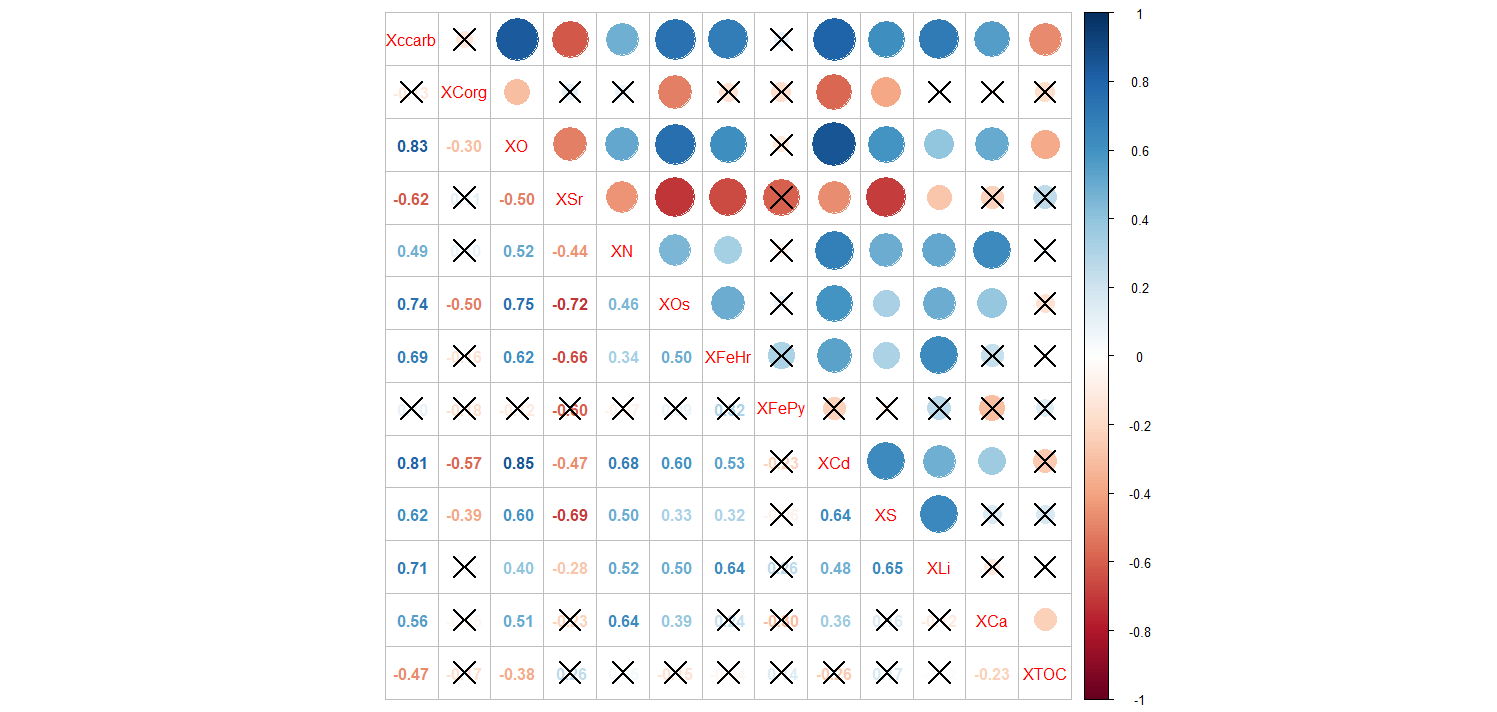 1
Xccarb
XCorg
0.8
0.83 -0.30 XO
0.6
-0.62 -0.50 XSr
0.4
0.49 0.52 -0.44 XN
0.2
0.74 -0.50 0.75 -0.72 0.46 XOs
0.69 0.62 -0.66 0.34 0.50 XFeHr
0
XFePy
-0.2
0.81 -0.57 0.85 -0.47 0.68 0.60 0.53 XCd
-0.4
0.62 -0.39 0.60 -0.69 0.50 0.33 0.32 0.64 XS
0.71 0.40 -0.28 0.52 0.50 0.64 0.48 0.65 XLi
-0.6
0.56 0.51 0.64 0.39 0.36 XCa
-0.8
-0.47 -0.38 -0.23 XTOC
-1